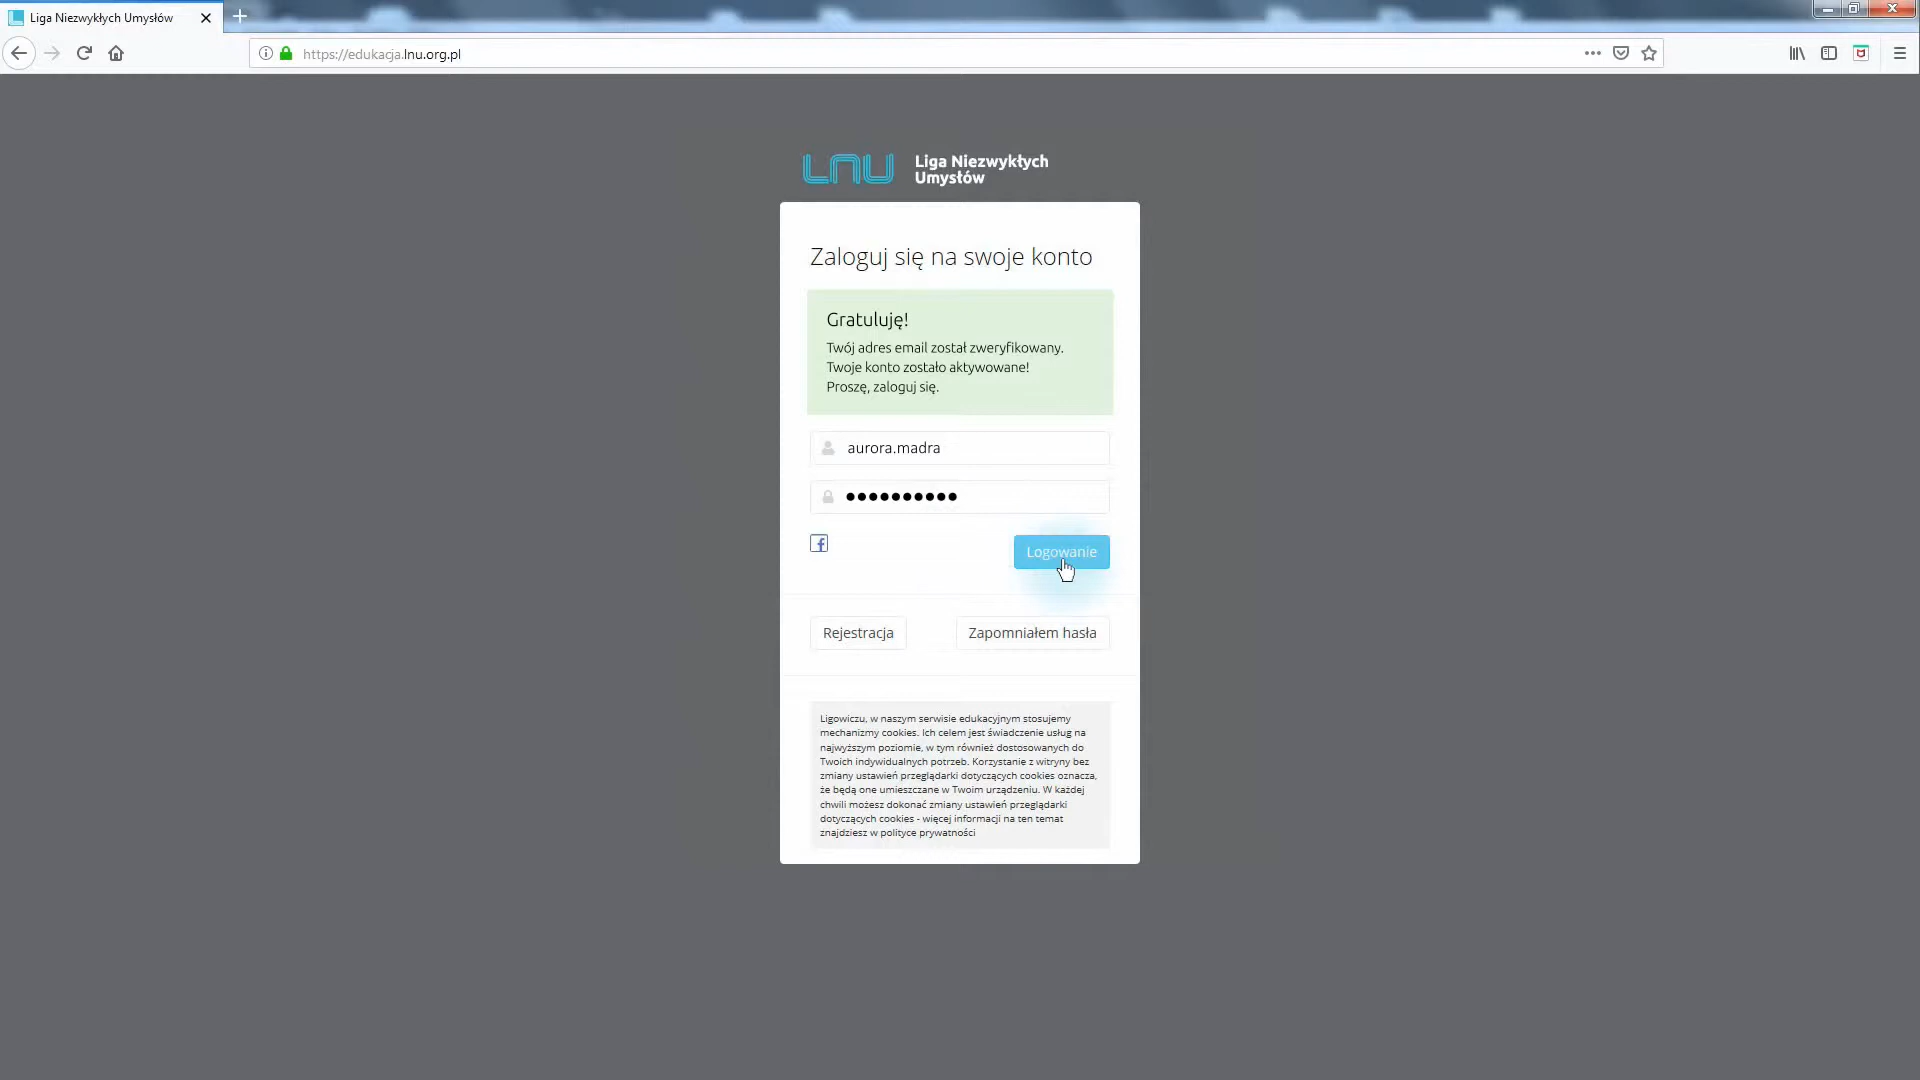 Liga Niezwykłych Umysłów
https://edukacja.lnu.org.pl
LNU
Liga Niezwykłych
Umysłów
Zaloguj się na swoje konto
Gratuluję!
Twój adres email został zweryfikowany.
Twoje konto zostało aktywowane!
Proszę, zaloguj się.
aurora.madra
Logowanie
Rejestracja
Zapomniałem hasła
Ligowiczu, w naszym serwisie edukacyjnym stosujemy
mechanizmy cookies. Ich celem jest świadczenie usług na
najwyższym poziomie, w tym również dostosowanych do
Twoich indywidualnych potrzeb. Korzystanie z witryny bez
zmiany ustawień przeglądarki dotyczących cookies oznacza,
że będą one umieszczane w Twoim urządzeniu. W każdej
chwili możesz dokonać zmiany ustawień przeglądarki
dotyczących cookies - więcej informacji na ten temat
znajdziesz w polityce prywatności